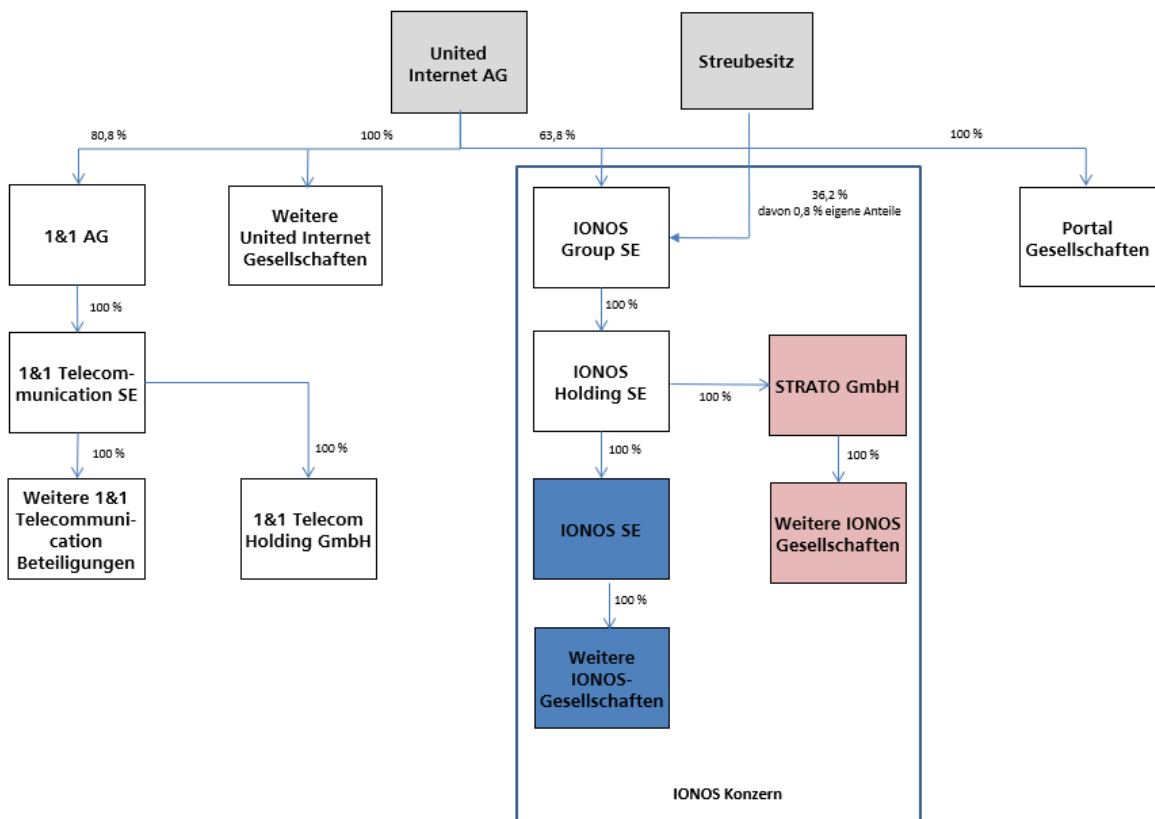 United
Internet AG
Streubesitz
80,8 %
100 %
63,8 %
100 %
1&1 AG
Weitere
United Internet
Gesellschaften
IONOS
Group SE
36,2 %
davon 0,8 % eigene Anteile
Portal
Gesellschaften
100 %
100 %
1&1 Telecom-
munication SE
IONOS
Holding SE
100 %
STRATO GmbH
100 %
100 %
100 %
100 %
Weitere 1&1
Telecommuni-
cation
Beteiligungen
1&1 Telecom
Holding GmbH
IONOS SE
Weitere IONOS
Gesellschaften
100 %
Weitere
IONOS-
Gesellschaften
IONOS Konzern